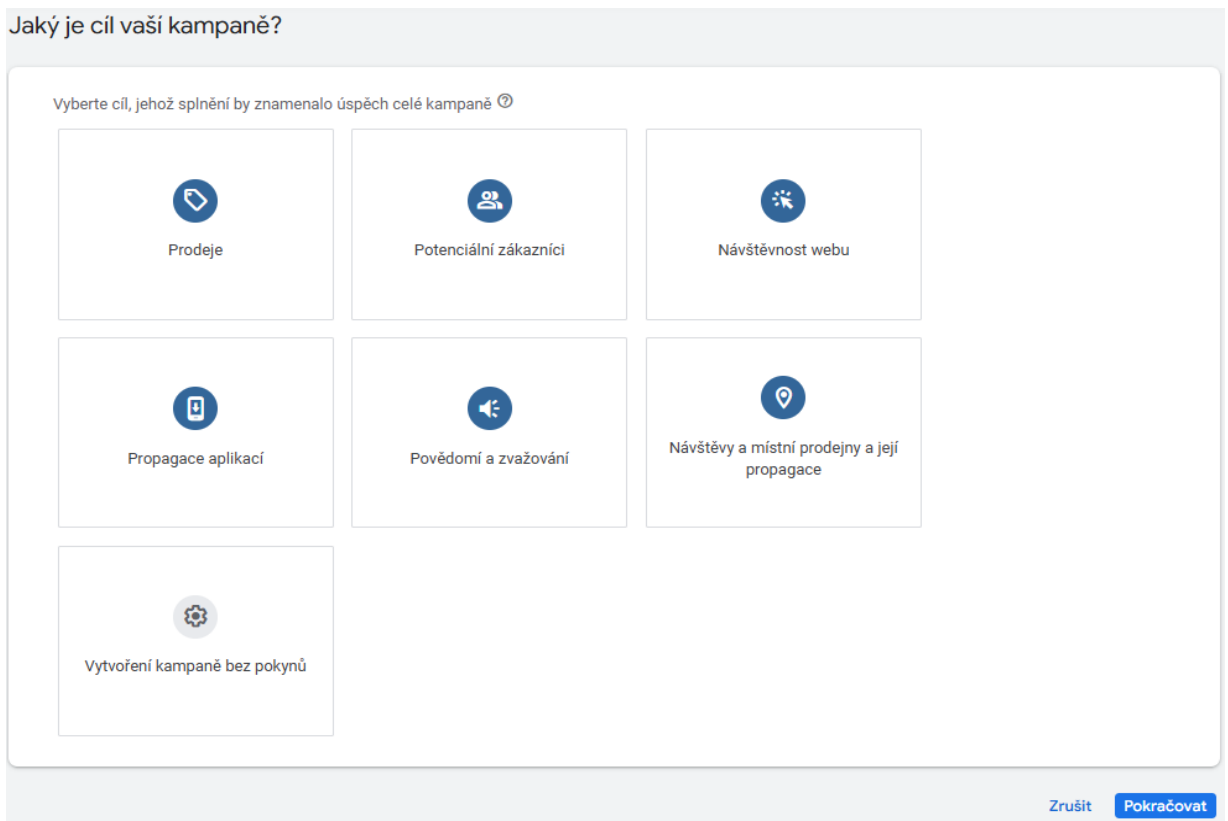 Jaký je cíl vaší kampaně?
Vyberte cíl, jehož splnění by znamenalo úspěch celé kampaně
Prodeje
Potenciální zákazníci
Návštěvnost webu
Propagace aplikací
Povědomí a zvažování
Návštěvy a místní prodejny a její
propagace
Vytvoření kampaně bez pokynů
Zrušit
Pokračovat